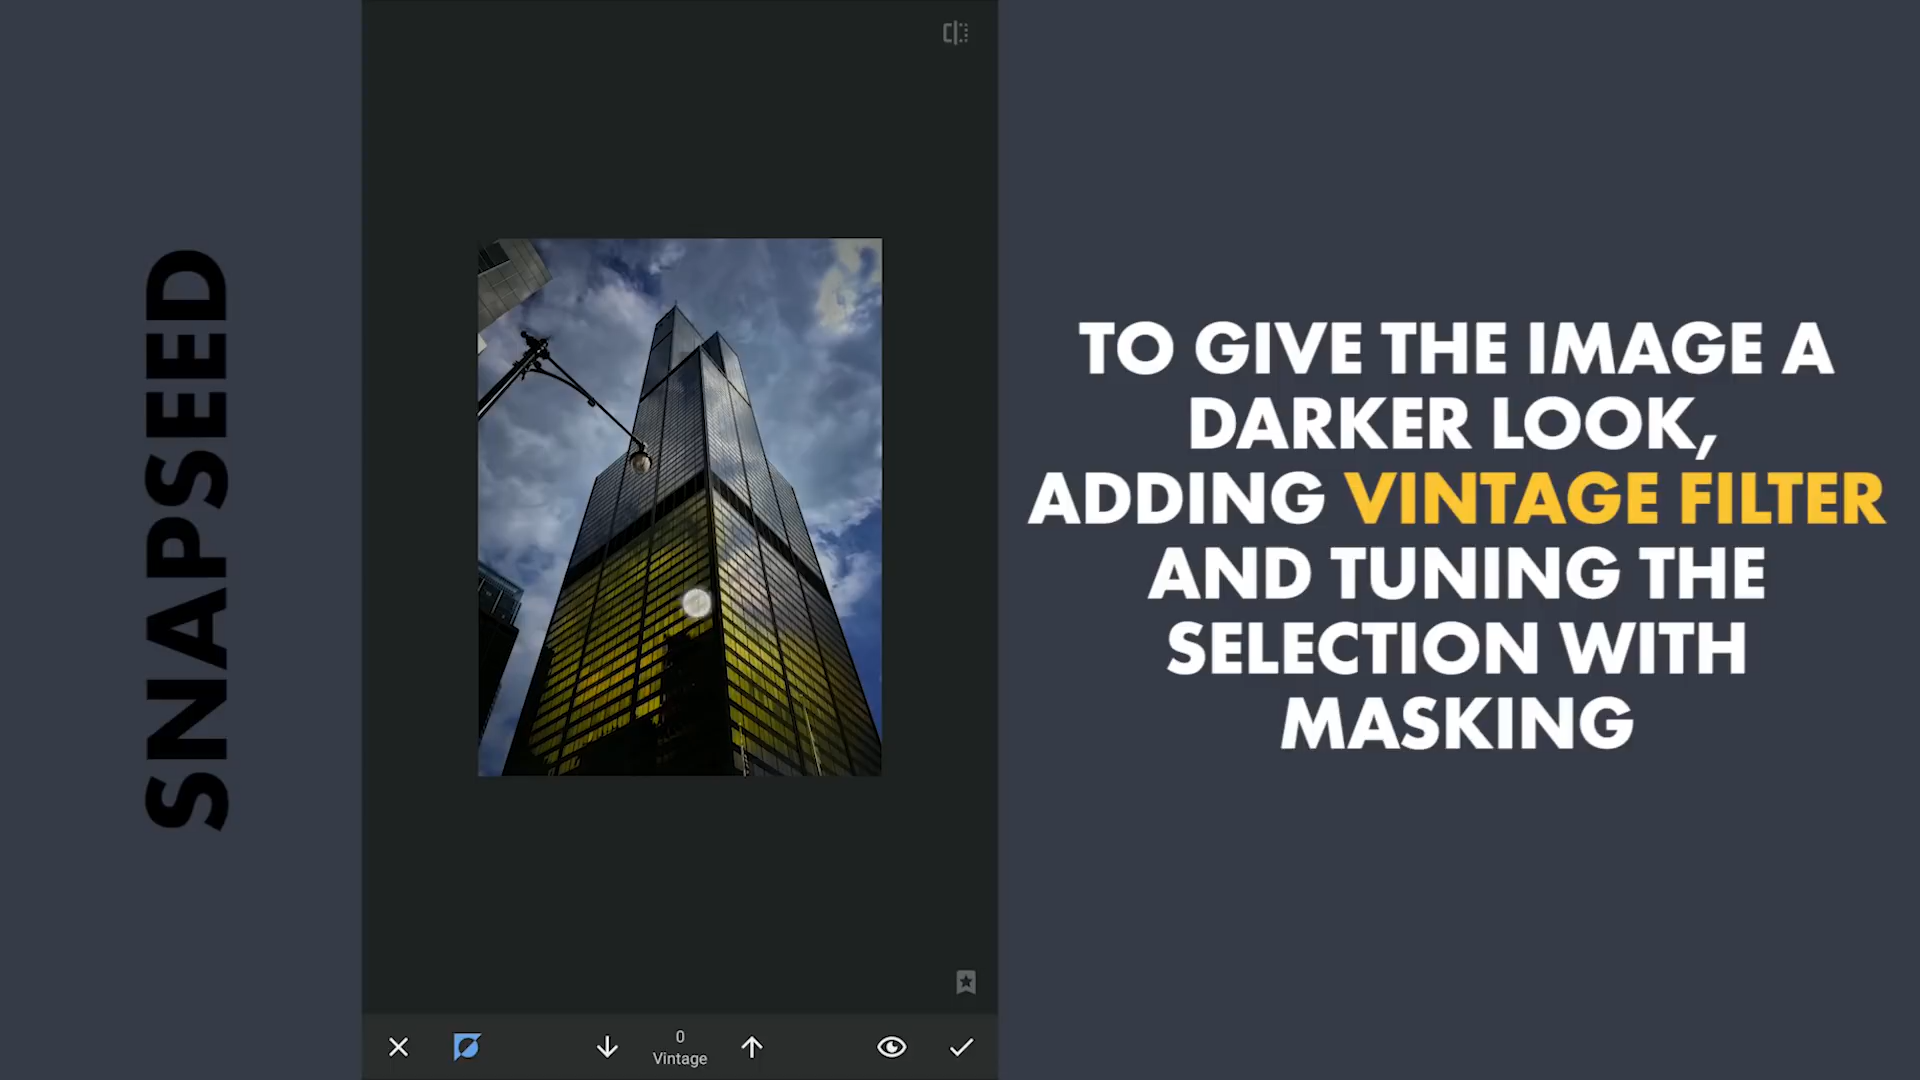 SNAPSEED
TO GIVE THE IMAGE A
DARKER LOOK,
ADDING VINTAGE FILTER
AND TUNING THE
SELECTION WITH
MASKING
0
Vintage